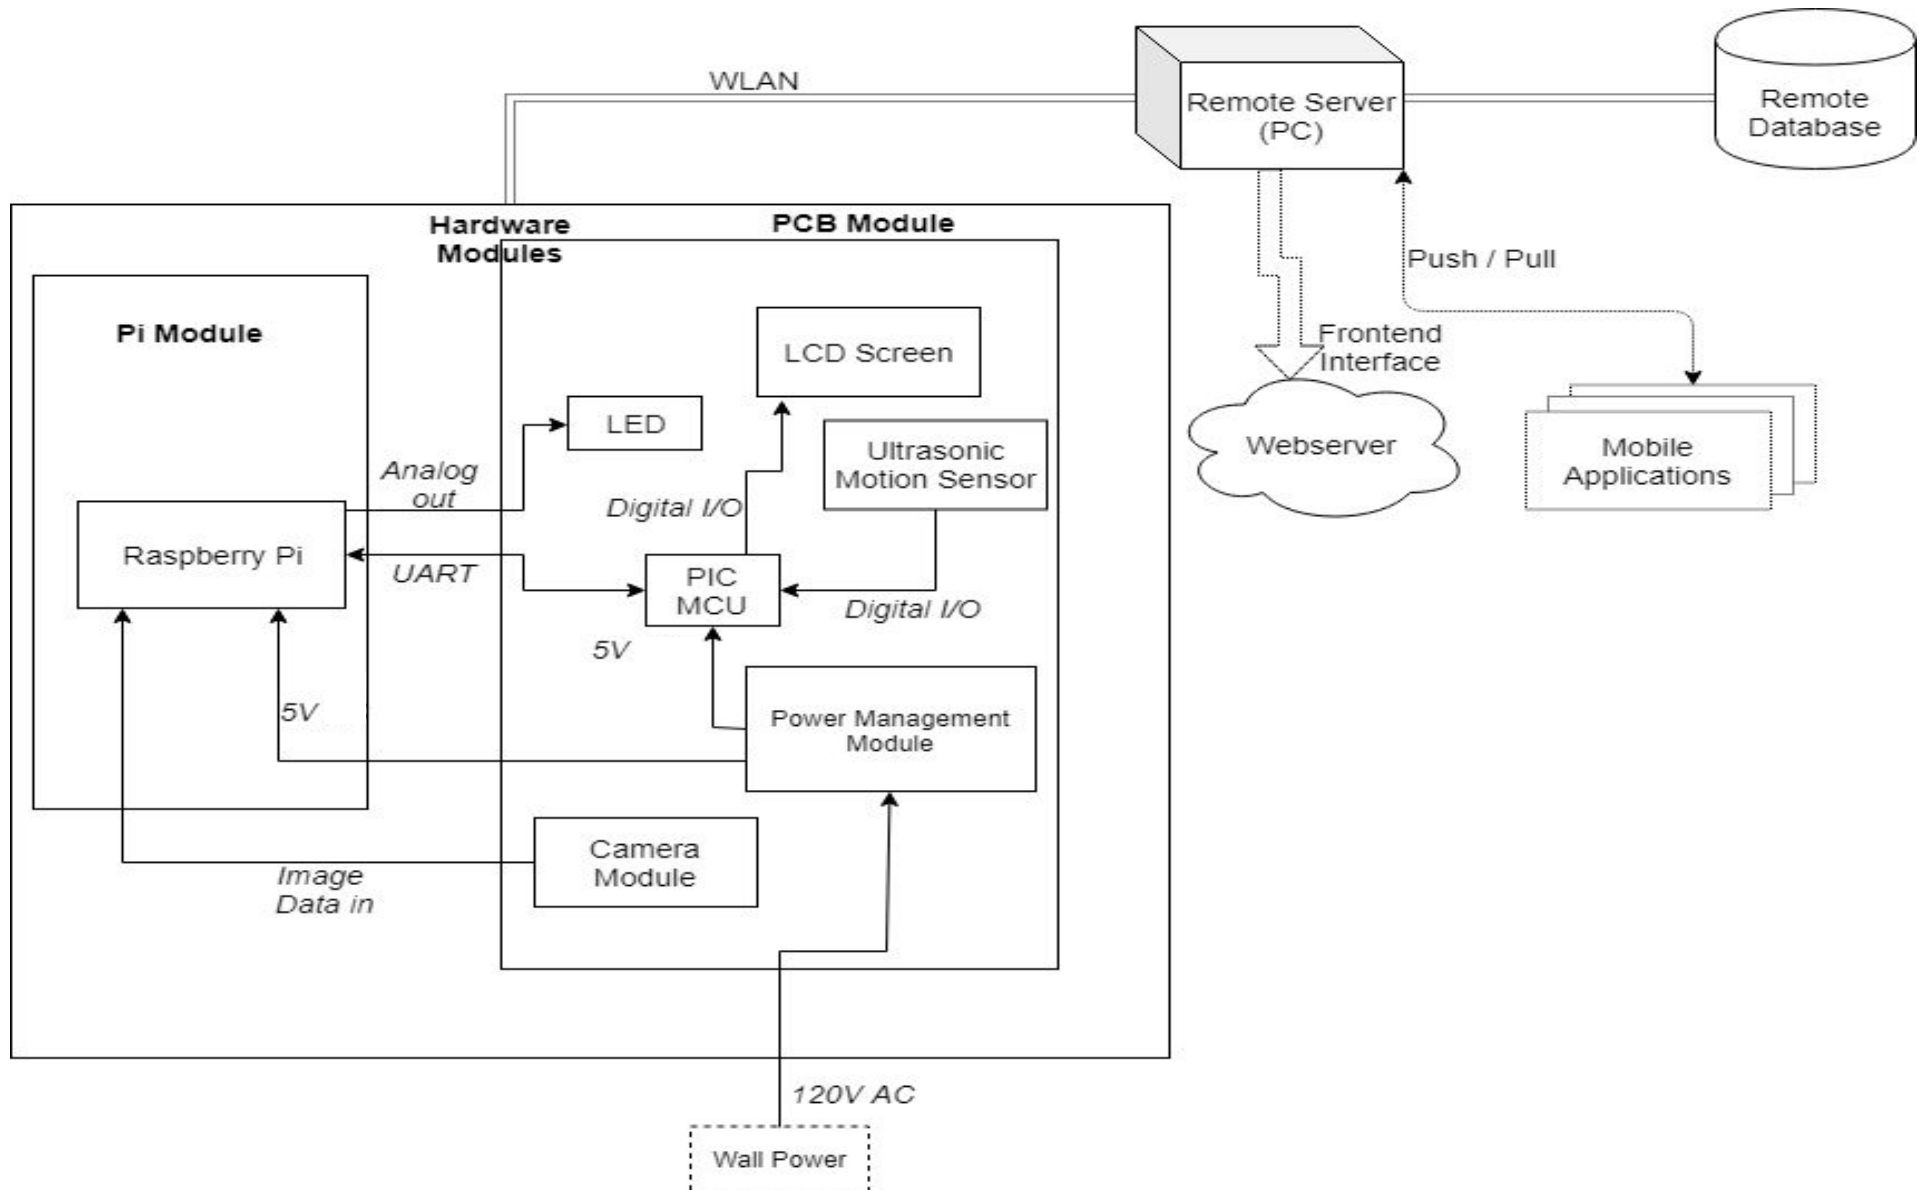 WLAN
Remote Server
(PC)
Remote
Database
Hardware
Modules
PCB Module
Push / Pull
Pi Module
LCD Screen
Frontend
Interface
LED
Ultrasonic
Motion Sensor
Webserver
Mobile
Applications
Analog
out
Digital I/O
Raspberry Pi
UART
PIC
MCU
Digital I/O
5V
5V
Power Management
Module
Camera
Module
Image
Data in
120V AC
Wall Power